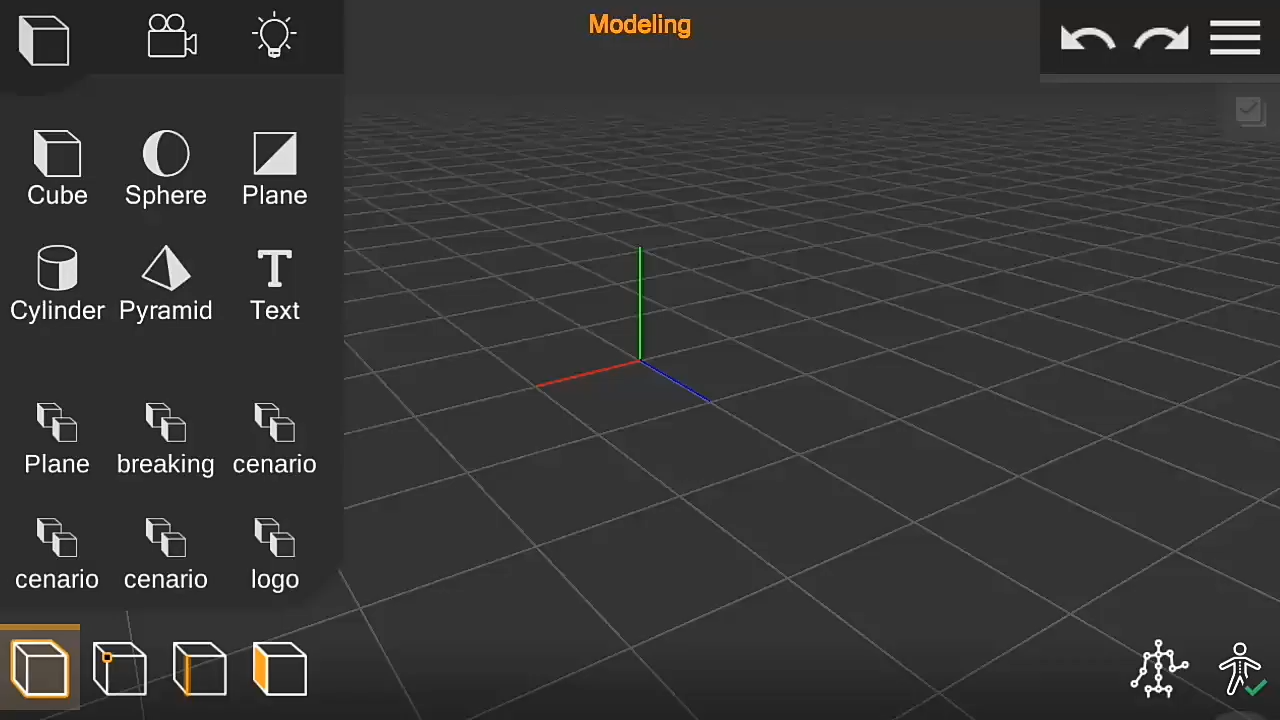 Modeling
Cube Sphere Plane
Cylinder Pyramid Text
Plane breaking cenario
cenario cenario logo